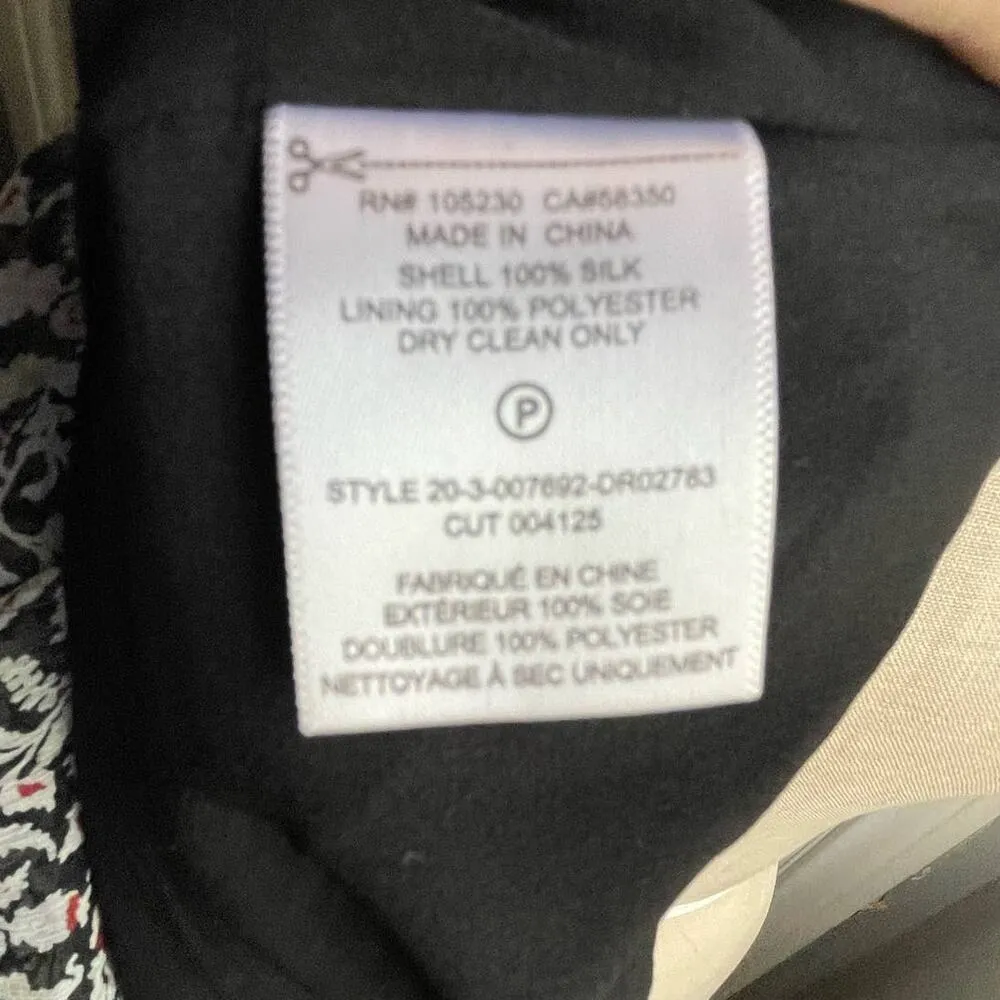 RN# 105230 CA#58350
MADE IN CHINA
SHELL 100% SILK
LINING 100% POLYESTER
DRY CLEAN ONLY
P
STYLE 20-3-007692-DR02763
CUT 004125
FABRIQUÉ EN CHINE
EXTÉRIEUR 100% SOIE
DOUBLURE 100% POLYESTER
NETTOYAGE À SEC UNIQUEMENT